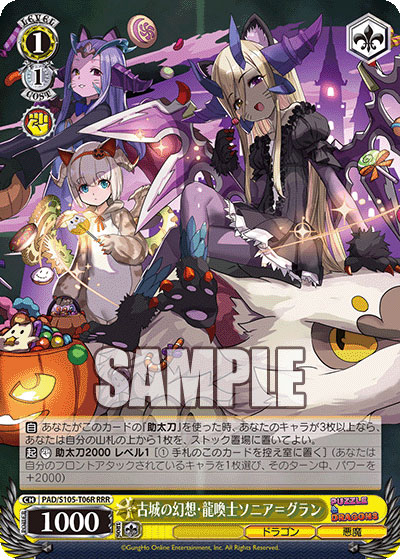 LEVEL
1
1
COST
SAMPLE
自 あなたがこのカードの「助太刀」を使った時、あなたのキャラが3枚以上なら、
あなたは自分の山札の上から1枚を、ストック置場に置いてよい。
起 助太刀2000 レベル1 [① 手札のこのカードを控え室に置く] (あなたは自分のフロントアタックされているキャラを1枚選び、そのターン中、パワーを
+2000)
CH PAD/S105-T06R RRR
POWER
1000
SOUL
古城の幻想・龍喚士ソニア=グラン
PUZZLE & DRAGONS
ドラゴン
悪魔
©GungHo Online Entertainment, Inc. All Rights Reserved.